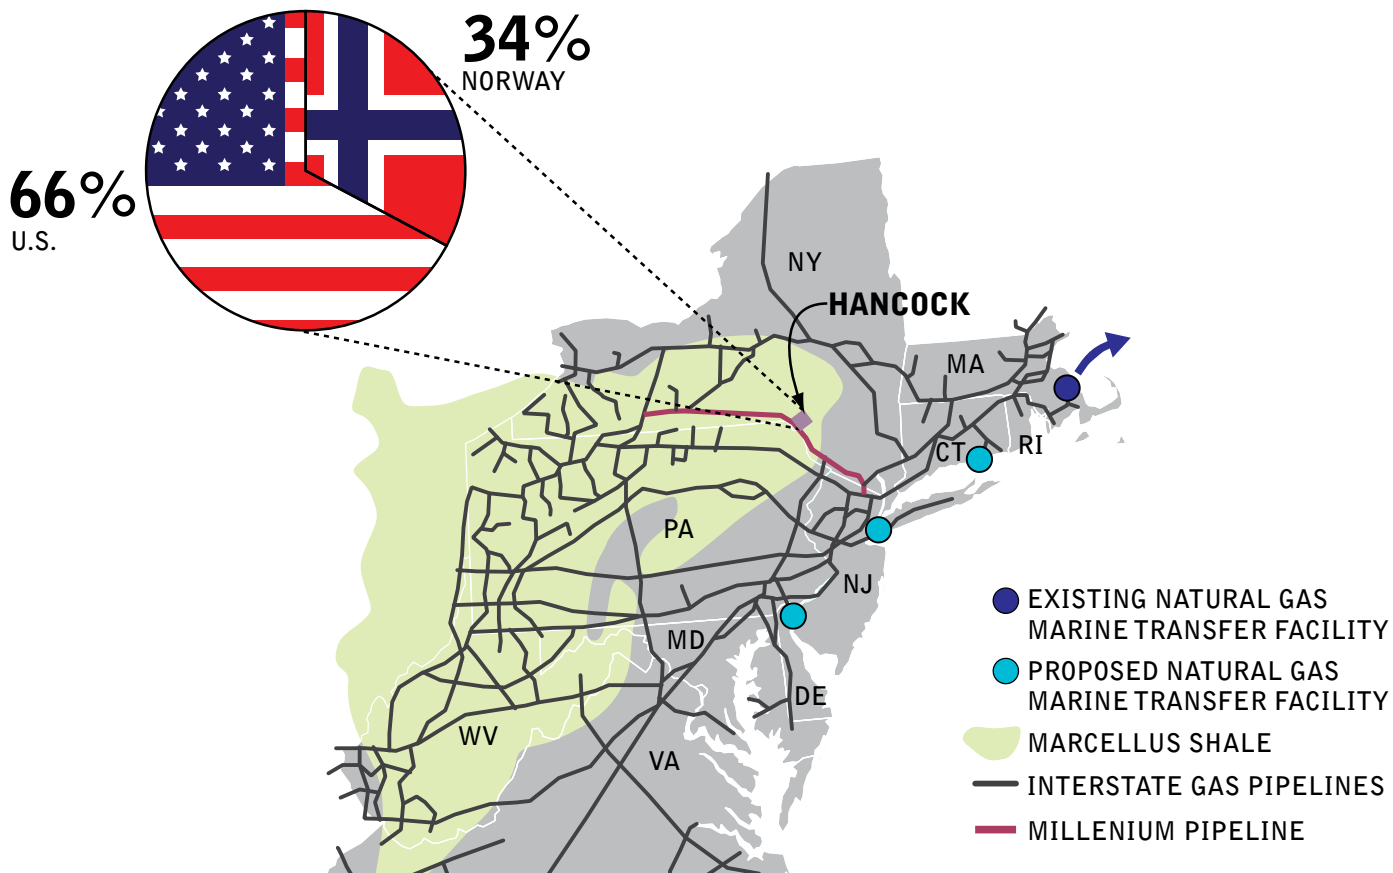 34%
NORWAY
66%
U.S.
NY
HANCOCK
MA
CT
RI
PA
NJ
MD
DE
WV
VA
EXISTING NATURAL GAS
MARINE TRANSFER FACILITY
PROPOSED NATURAL GAS
MARINE TRANSFER FACILITY
MARCELLUS SHALE
INTERSTATE GAS PIPELINES
MILLENIUM PIPELINE